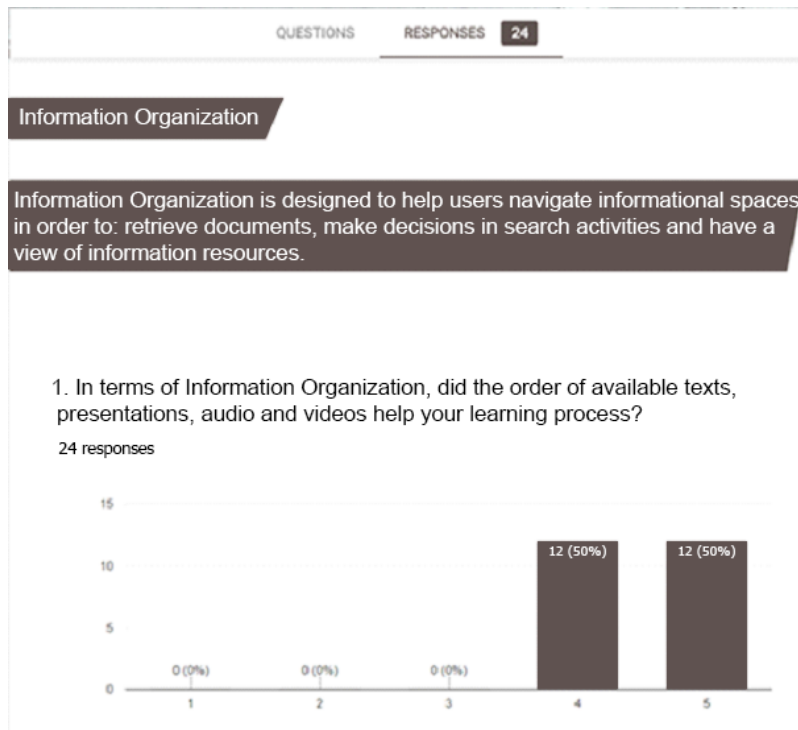 QUESTIONS RESPONSES 24
Information Organization
Information Organization is designed to help users navigate informational spaces
in order to: retrieve documents, make decisions in search activities and have a
view of information resources.
1. In terms of Information Organization, did the order of available texts,
presentations, audio and videos help your learning process?
24 responses
15
12 (50%) 12 (50%)
10
5
0 (0%) 0 (0%) 0 (0%)
0
1 2 3 4 5